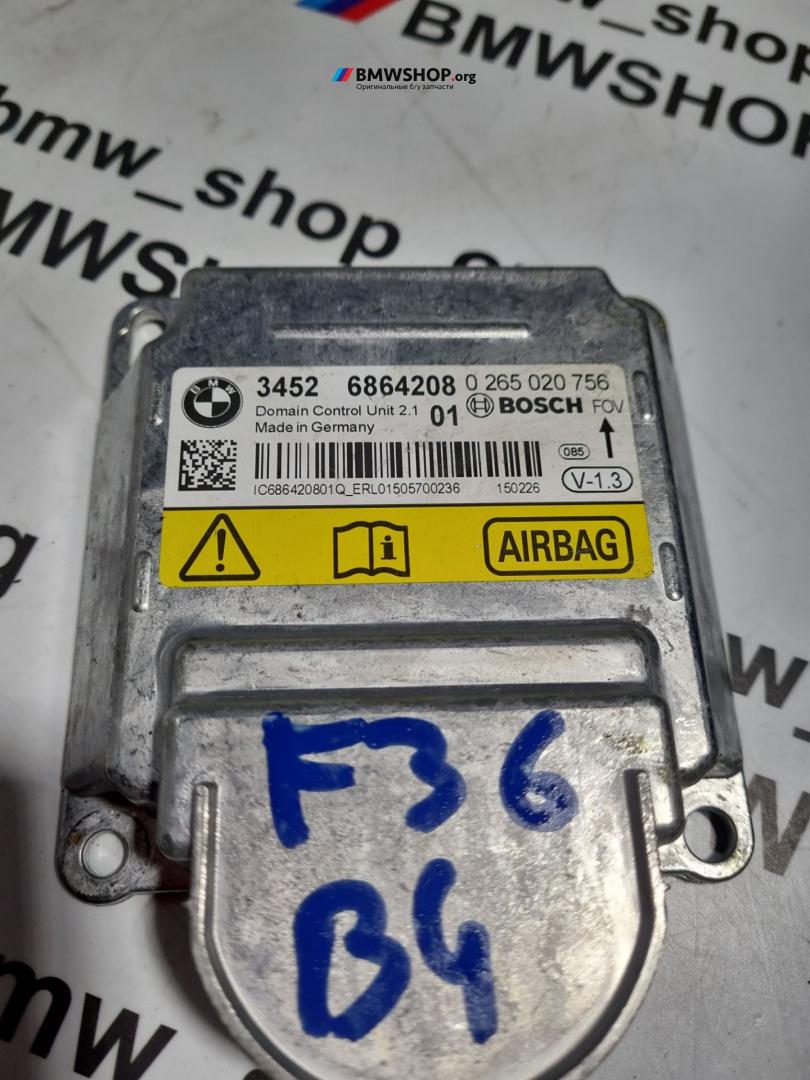 bmw_shop
BMWSHOP
BMWSHOP.org
Оригинальные б/у запчасти
bmw_shop
BMWS
BMW
3452 6864208 01
0 265 020 756
Domain Control Unit 2.1
BOSCH FOV
Made in Germany
085
V-1.3
IC686420801Q_ERL01505700236 150226
AIRBAG
F36
B4